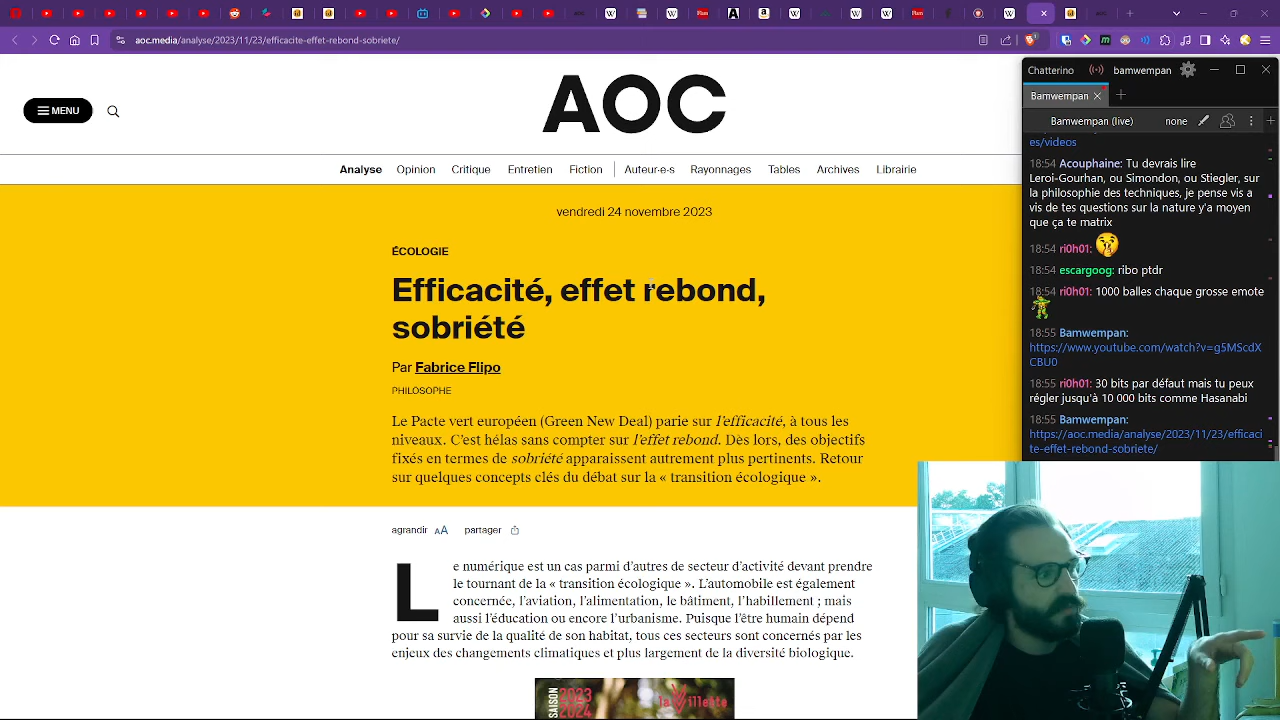 aoc.media/analyse/2023/11/23/efficacite-effet-rebond-sobriete/
MENU
AOC
Analyse Opinion Critique Entretien Fiction Auteur·e·s Rayonnages Tables Archives Librairie
vendredi 24 novembre 2023
ÉCOLOGIE
Efficacité, effet rebond,
sobriété
Par Fabrice Flipo
PHILOSOPHE
Le Pacte vert européen (Green New Deal) parie sur l'efficacité, à tous les
niveaux. C'est hélas sans compter sur l'effet rebond. Dès lors, des objectifs
fixés en termes de sobriété apparaissent autrement plus pertinents. Retour
sur quelques concepts clés du débat sur la « transition écologique ».
agrandir AA partager
Le numérique est un cas parmi d'autres de secteur d'activité devant prendre
le tournant de la « transition écologique ». L'automobile est également
concernée, l'aviation, l'alimentation, le bâtiment, l'habillement ; mais
aussi l'éducation ou encore l'urbanisme. Puisque l'être humain dépend
pour sa survie de la qualité de son habitat, tous ces secteurs sont concernés par les
enjeux des changements climatiques et plus largement de la diversité biologique.
SAISON
2023
2024
la Villette
Chatterino bamwempan
Bamwempan
Bamwempan (live) none
es/videos
18:54 Acouphaine: Tu devrais lire
Leroi-Gourhan, ou Simondon, ou Stiegler, sur
la philosophie des techniques, je pense vis a
vis de tes questions sur la nature y'a moyen
que ça te matrix
18:54 ri0h01:
18:54 escargoog: ribo ptdr
18:54 ri0h01: 1000 balles chaque grosse emote
18:55 Bamwempan:
https://www.youtube.com/watch?v=g5MScdX
CBU0
18:55 ri0h01: 30 bits par défaut mais tu peux
régler jusqu'à 10 000 bits comme Hasanabi
18:55 Bamwempan:
https://aoc.media/analyse/2023/11/23/efficaci
te-effet-rebond-sobriete/